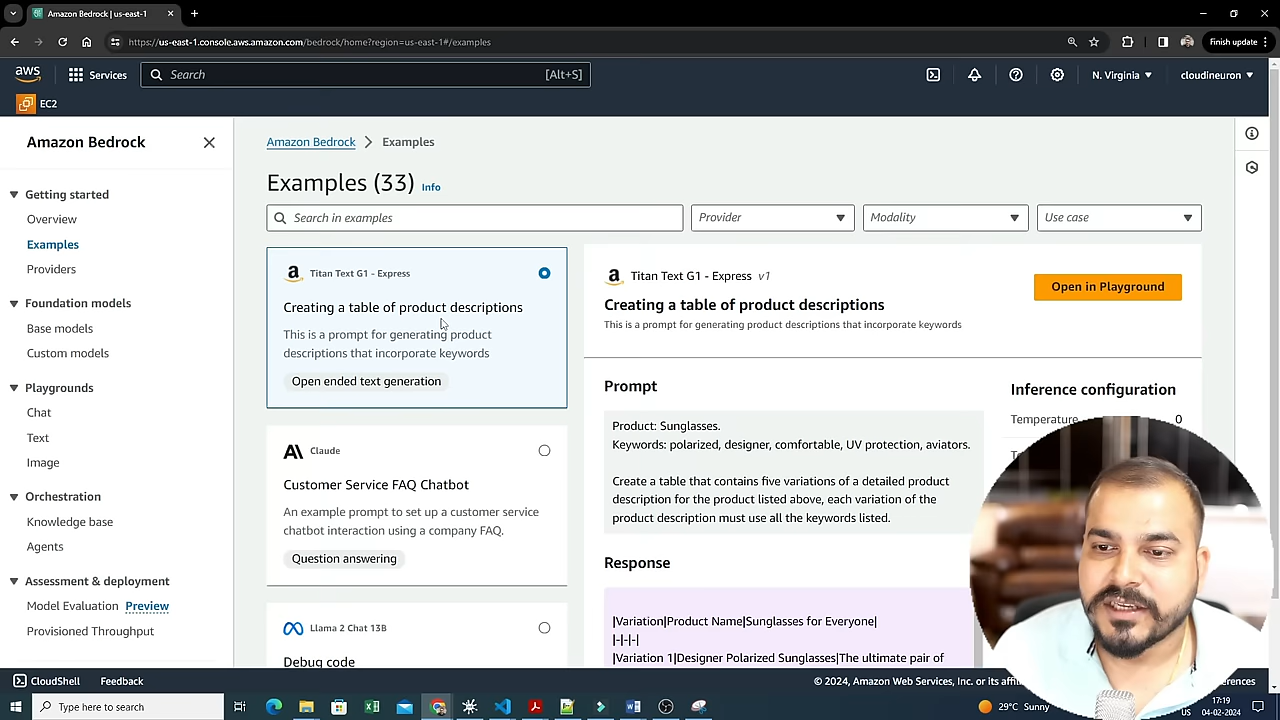 Amazon Bedrock | us-east-1
https://us-east-1.console.aws.amazon.com/bedrock/home?region=us-east-1#/examples
Finish update
aws
Services
Search
[Alt+S]
N. Virginia
cloudineuron
EC2
Amazon Bedrock
Getting started
Overview
Examples
Providers
Foundation models
Base models
Custom models
Playgrounds
Chat
Text
Image
Orchestration
Knowledge base
Agents
Assessment & deployment
Model Evaluation Preview
Provisioned Throughput
Amazon Bedrock
Examples
Examples (33) Info
Search in examples
Provider
Modality
Use case
Titan Text G1 - Express
Creating a table of product descriptions
This is a prompt for generating product
descriptions that incorporate keywords
Open ended text generation
Claude
Customer Service FAQ Chatbot
An example prompt to set up a customer service
chatbot interaction using a company FAQ.
Question answering
Llama 2 Chat 13B
Debug code
Titan Text G1 - Express v1
Creating a table of product descriptions
This is a prompt for generating product descriptions that incorporate keywords
Open in Playground
Prompt
Product: Sunglasses.
Keywords: polarized, designer, comfortable, UV protection, aviators.
Create a table that contains five variations of a detailed product
description for the product listed above, each variation of the
product description must use all the keywords listed.
Response
|Variation|Product Name|Sunglasses for Everyone|
|-|-|-|
|Variation 1|Designer Polarized Sunglasses|The ultimate pair of
Inference configuration
Temperature 0
CloudShell
Feedback
© 2024, Amazon Web Services, Inc. or its
Type here to search
29°C Sunny
US
17:19
04-02-2024